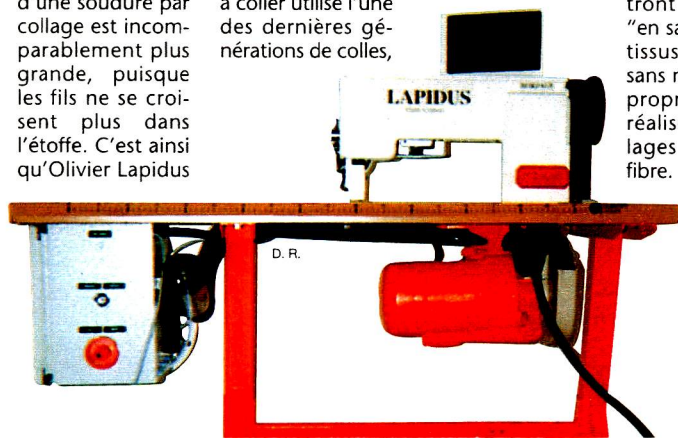 d'une soudure par
collage est incom-
parablement plus
grande, puisque
les fils ne se croi-
sent plus dans
l'étoffe. C'est ainsi
qu'Olivier Lapidus
à coller utilise l'une
des dernières gé-
nérations de colles,
tront
"en sa
tissus
sans r
propr
réalis
lages
fibre.
LAPIDUS
D. R.